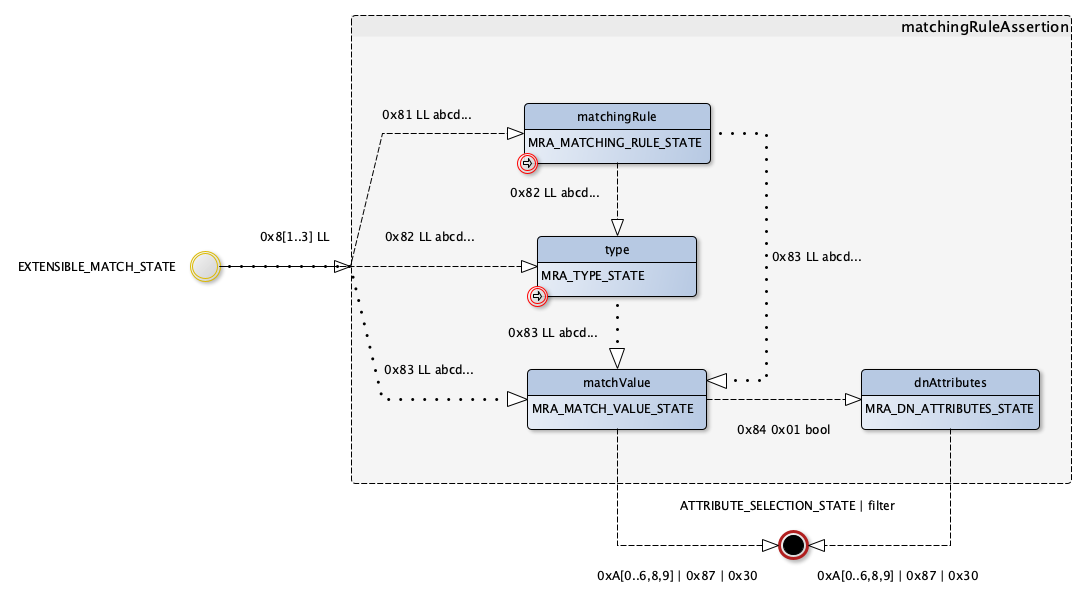 matchingRuleAssertion
0x81 LL abcd...
matchingRule
MRA_MATCHING_RULE_STATE
0x82 LL abcd...
0x8[1..3] LL
0x82 LL abcd...
type
EXTENSIBLE_MATCH_STATE
MRA_TYPE_STATE
0x83 LL abcd...
0x83 LL abcd...
0x83 LL abcd...
matchValue
MRA_MATCH_VALUE_STATE
dnAttributes
MRA_DN_ATTRIBUTES_STATE
0x84 0x01 bool
ATTRIBUTE_SELECTION_STATE | filter
0xA[0..6,8,9] | 0x87 | 0x30
0xA[0..6,8,9] | 0x87 | 0x30